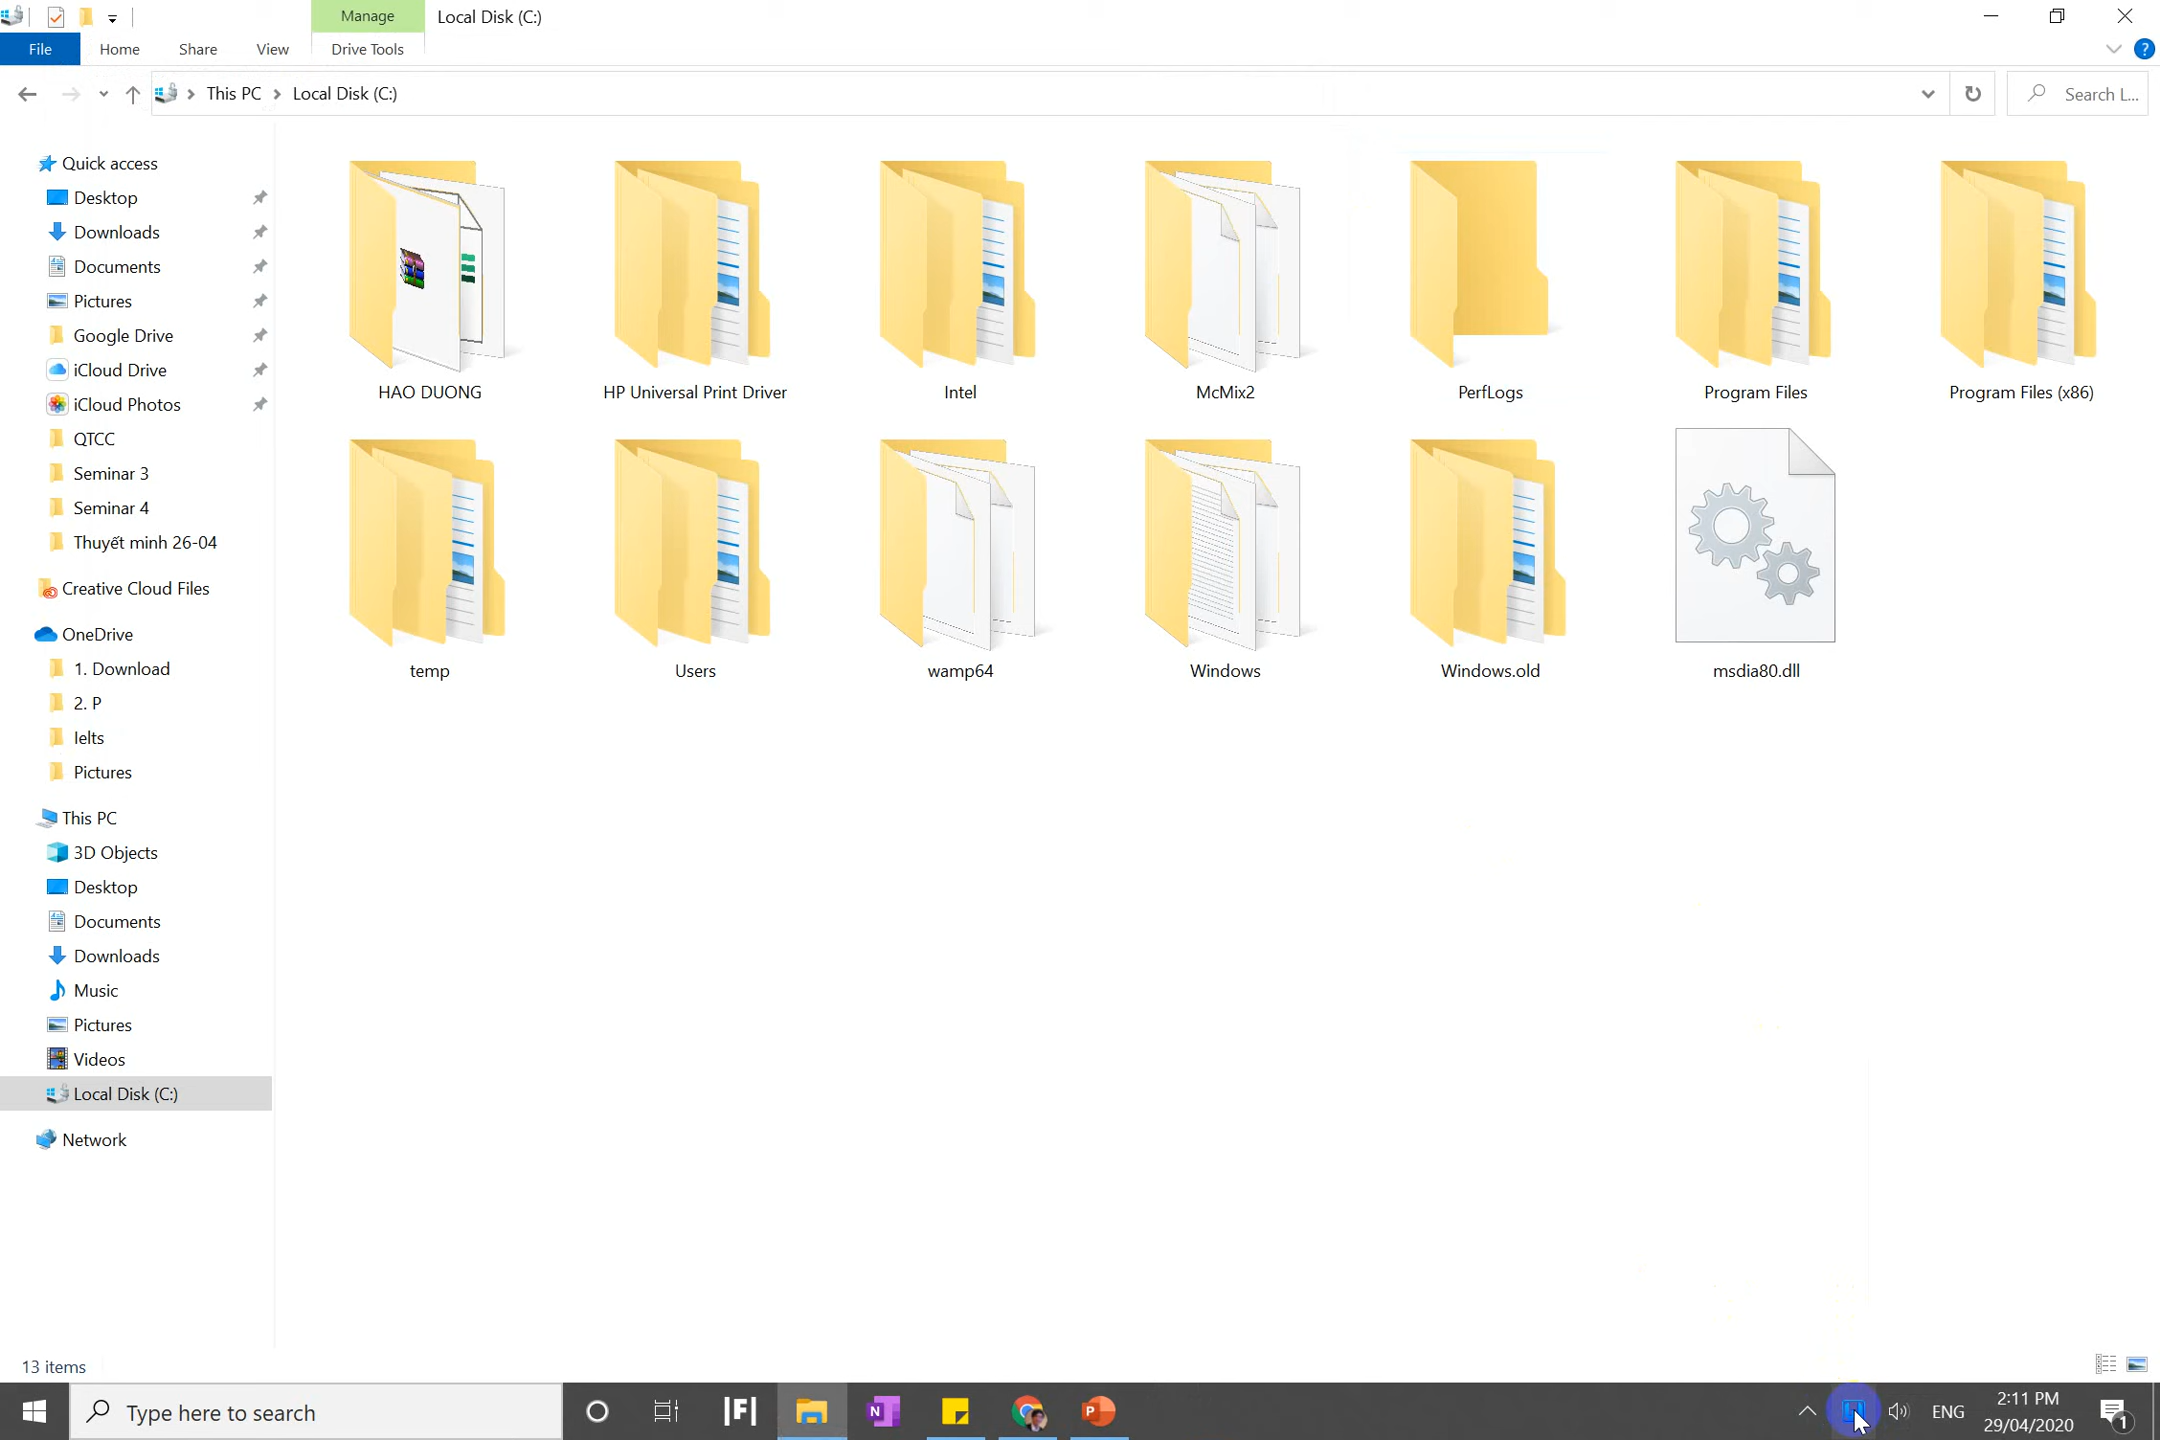 Manage
Local Disk (C:)
File
Home
Share
View
Drive Tools
This PC
Local Disk (C:)
Search L...
Quick access
Desktop
Downloads
Documents
Pictures
Google Drive
iCloud Drive
iCloud Photos
QTCC
Seminar 3
Seminar 4
Thuyết minh 26-04
Creative Cloud Files
OneDrive
1. Download
2. P
Ielts
Pictures
This PC
3D Objects
Desktop
Documents
Downloads
Music
Pictures
Videos
Local Disk (C:)
Network
HAO DUONG
HP Universal Print Driver
Intel
McMix2
PerfLogs
Program Files
Program Files (x86)
temp
Users
wamp64
Windows
Windows.old
msdia80.dll
13 items
Type here to search
|F|
N
P
ENG
2:11 PM
29/04/2020
1